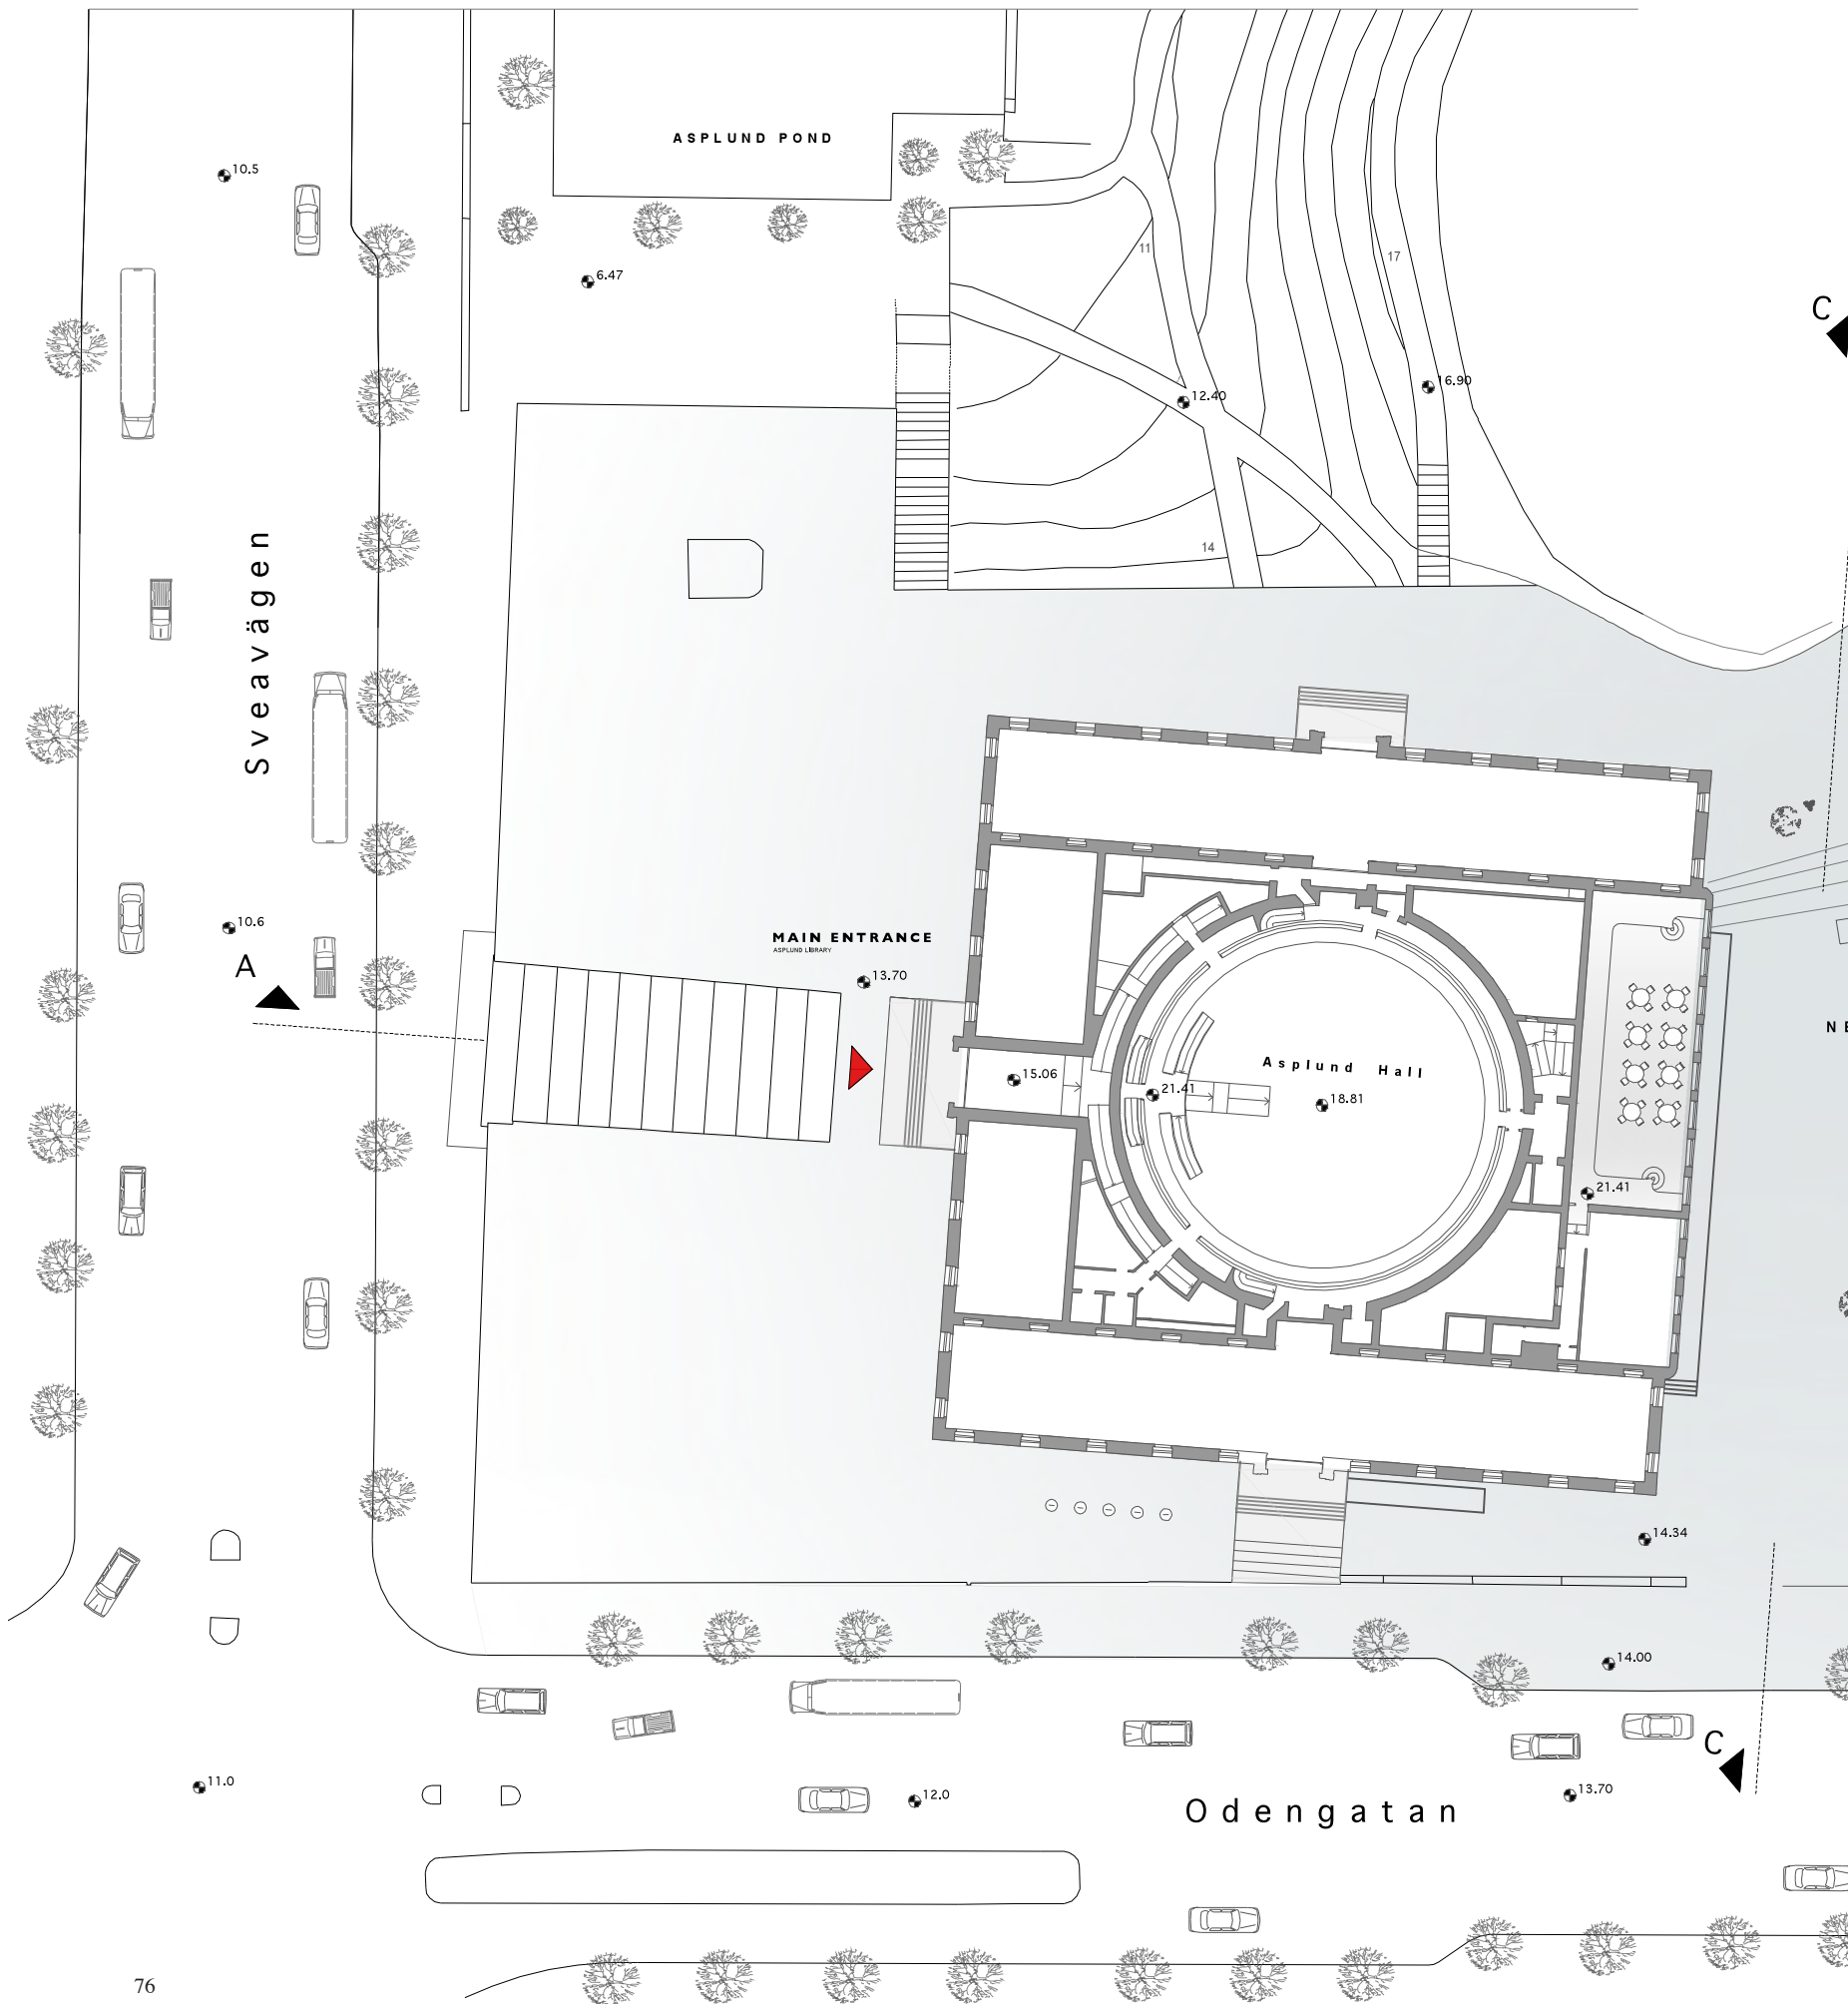 ASPLUND POND
10.5
11
17
6.47
C
16.90
12.40
14
Sveavägen
10.6
A
MAIN ENTRANCE
ASPLUND LIBRARY
13.70
NE
Asplund Hall
15.06
21.41
18.81
21.41
14.34
14.00
C
11.0
12.0
13.70
Odengatan
76